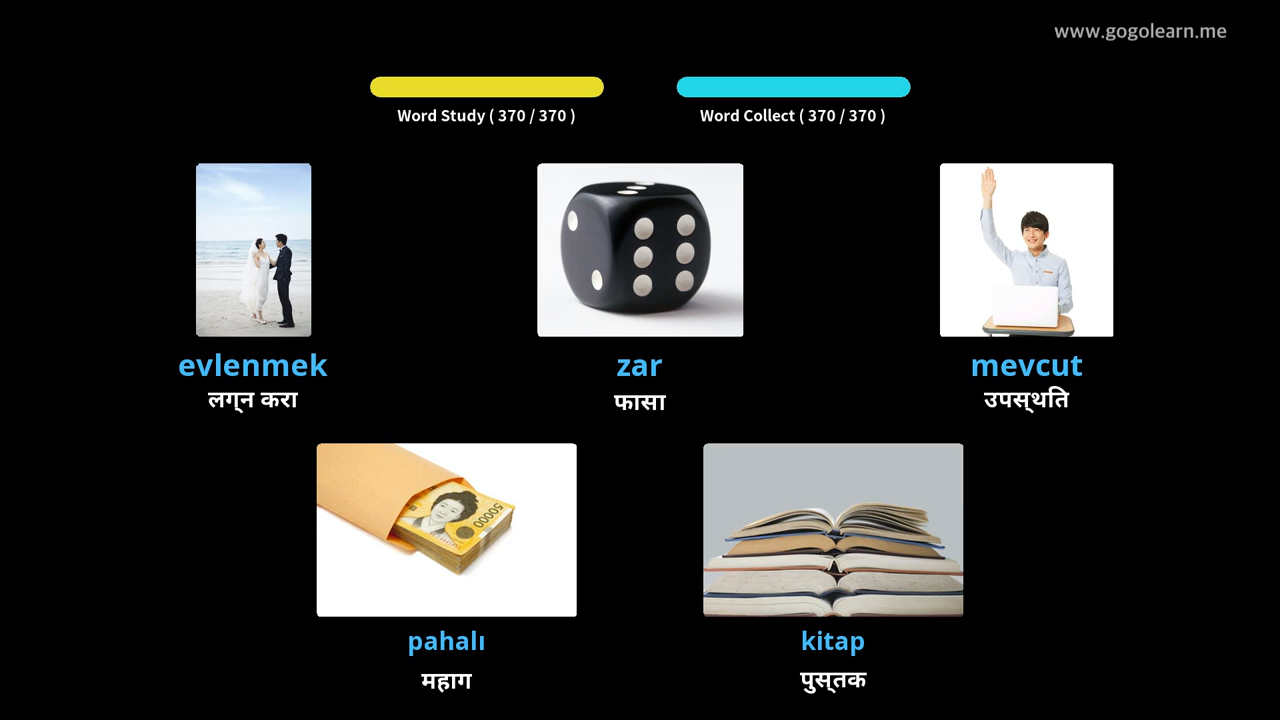 www.gogolearn.me
Word Study ( 370 / 370 )
Word Collect ( 370 / 370 )
evlenmek
लग्न करा
zar
फासा
mevcut
उपस्थिति
pahalı
महाग
kitap
पुस्तक